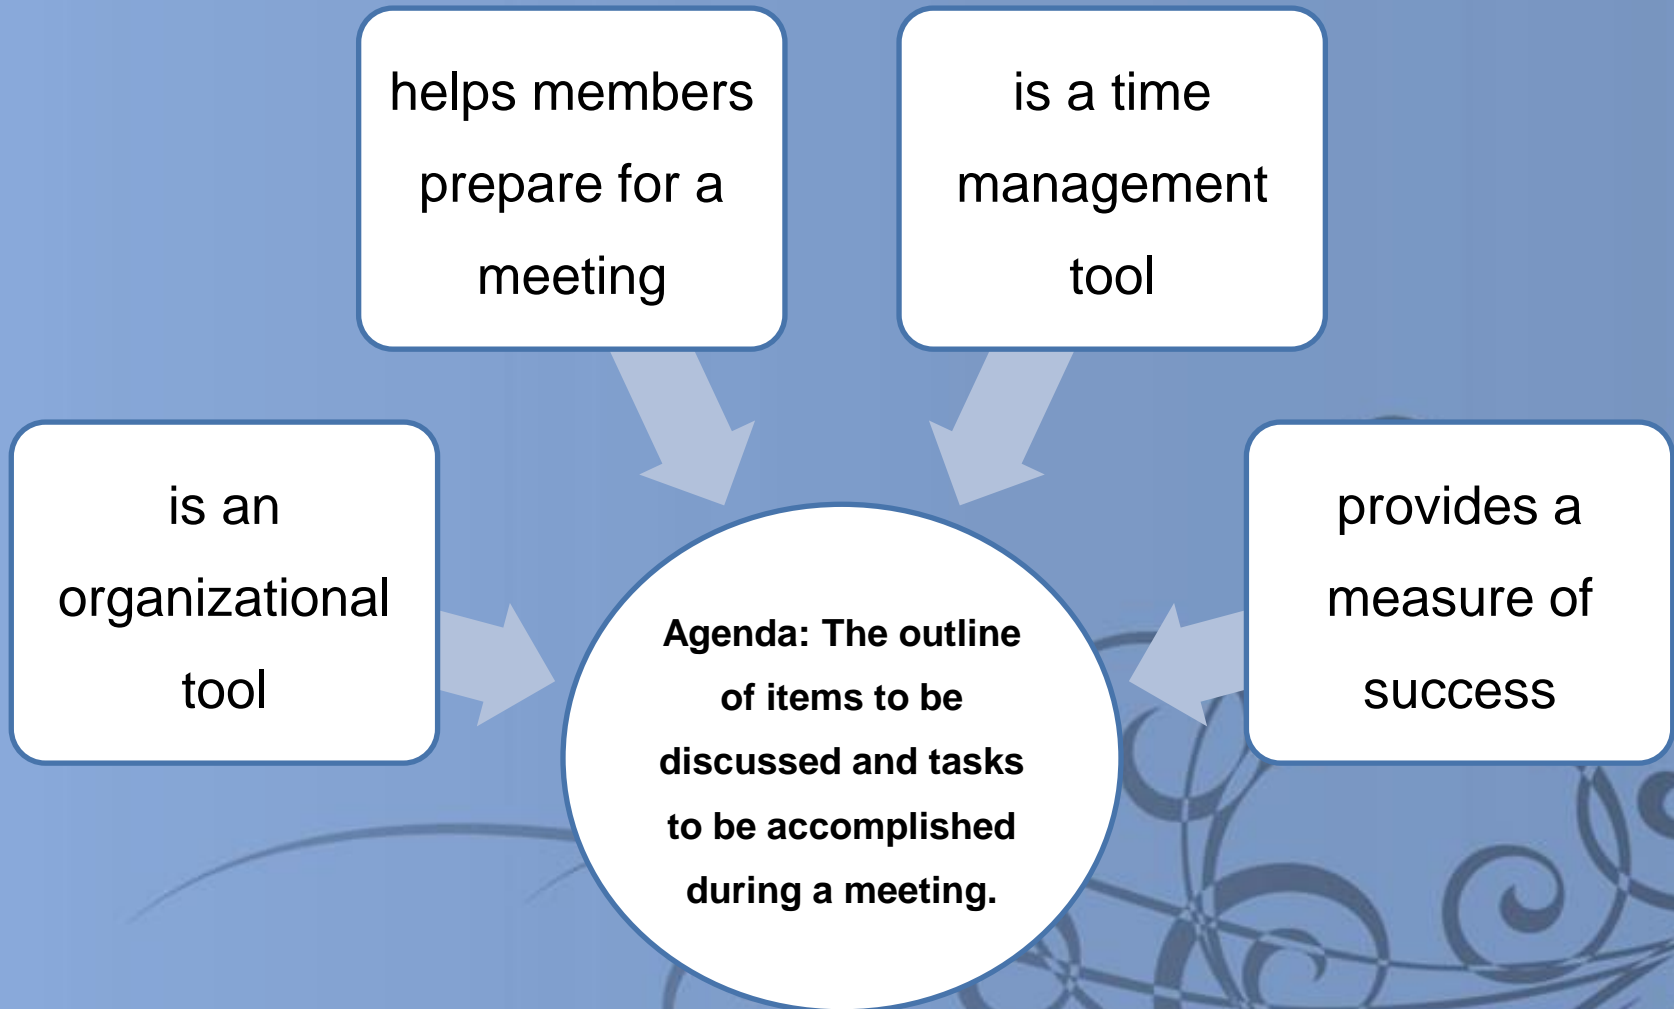 helps members
prepare for a
meeting
is a time
management
tool
is an
organizational
tool
provides a
measure of
success
Agenda: The outline
of items to be
discussed and tasks
to be accomplished
during a meeting.